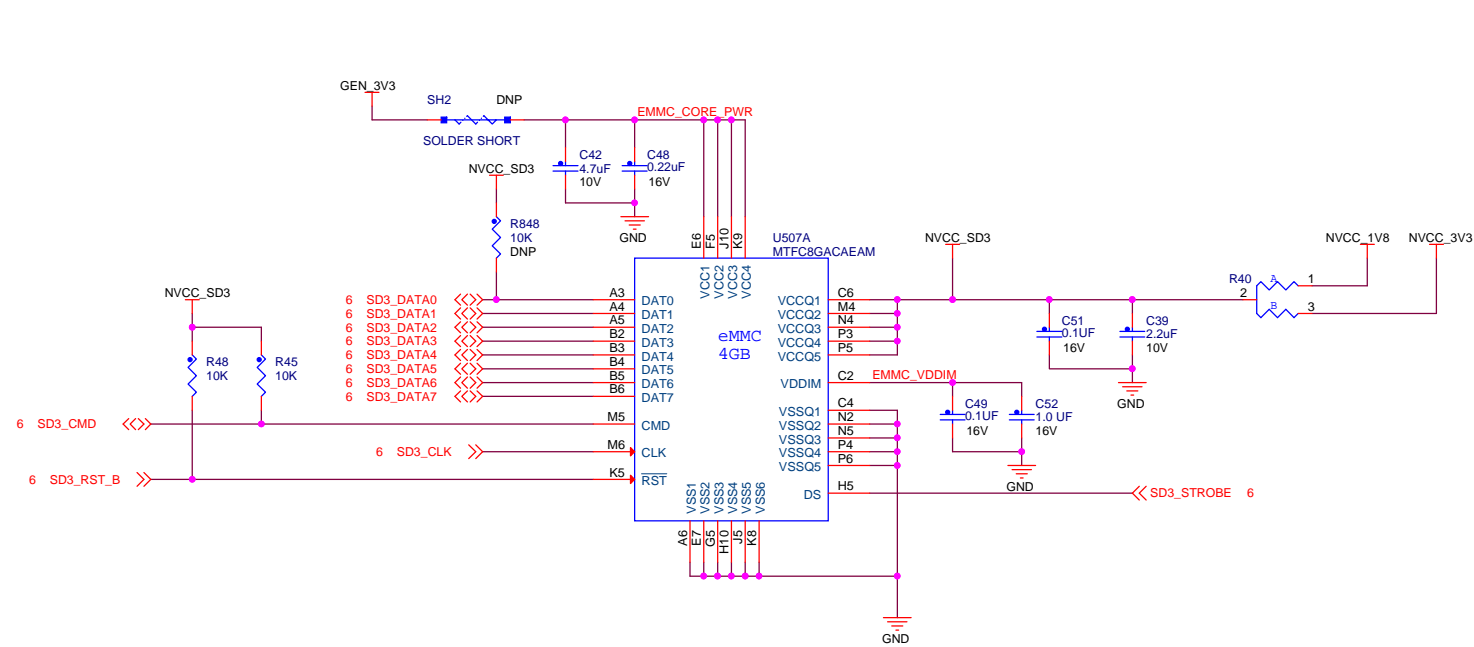 GEN_3V3
SH2 DNP
SOLDER SHORT
EMMC_CORE_PWR
C42
4.7uF
10V
C48
0.22uF
16V
GND
NVCC_SD3
R848
10K
DNP
E6
F5
J10
K9
U507A
MTFC8GACAEAM
NVCC_SD3
NVCC_1V8
NVCC_3V3
R40
A
B
1
2
3
NVCC_SD3
R48
10K
R45
10K
VCC1
VCC2
VCC3
VCC4
6 SD3_DATA0 A3 DAT0
6 SD3_DATA1 A4 DAT1
6 SD3_DATA2 A5 DAT2
6 SD3_DATA3 B2 DAT3
6 SD3_DATA4 B3 DAT4
6 SD3_DATA5 B4 DAT5
6 SD3_DATA6 B5 DAT6
6 SD3_DATA7 B6 DAT7
6 SD3_CMD M5 CMD
6 SD3_CLK M6 CLK
6 SD3_RST_B K5 RST
eMMC
4GB
VCCQ1 C6
VCCQ2 M4
VCCQ3 N4
VCCQ4 P3
VCCQ5 P5
VDDIM C2 EMMC_VDDIM
VSSQ1 C4
VSSQ2 N2
VSSQ3 N5
VSSQ4 P4
VSSQ5 P6
DS H5 SD3_STROBE 6
C51
0.1UF
16V
C39
2.2uF
10V
GND
C49
0.1UF
16V
C52
1.0 UF
16V
GND
VSS1
VSS2
VSS3
VSS4
VSS5
VSS6
A6
E7
G5
H10
J5
K8
GND